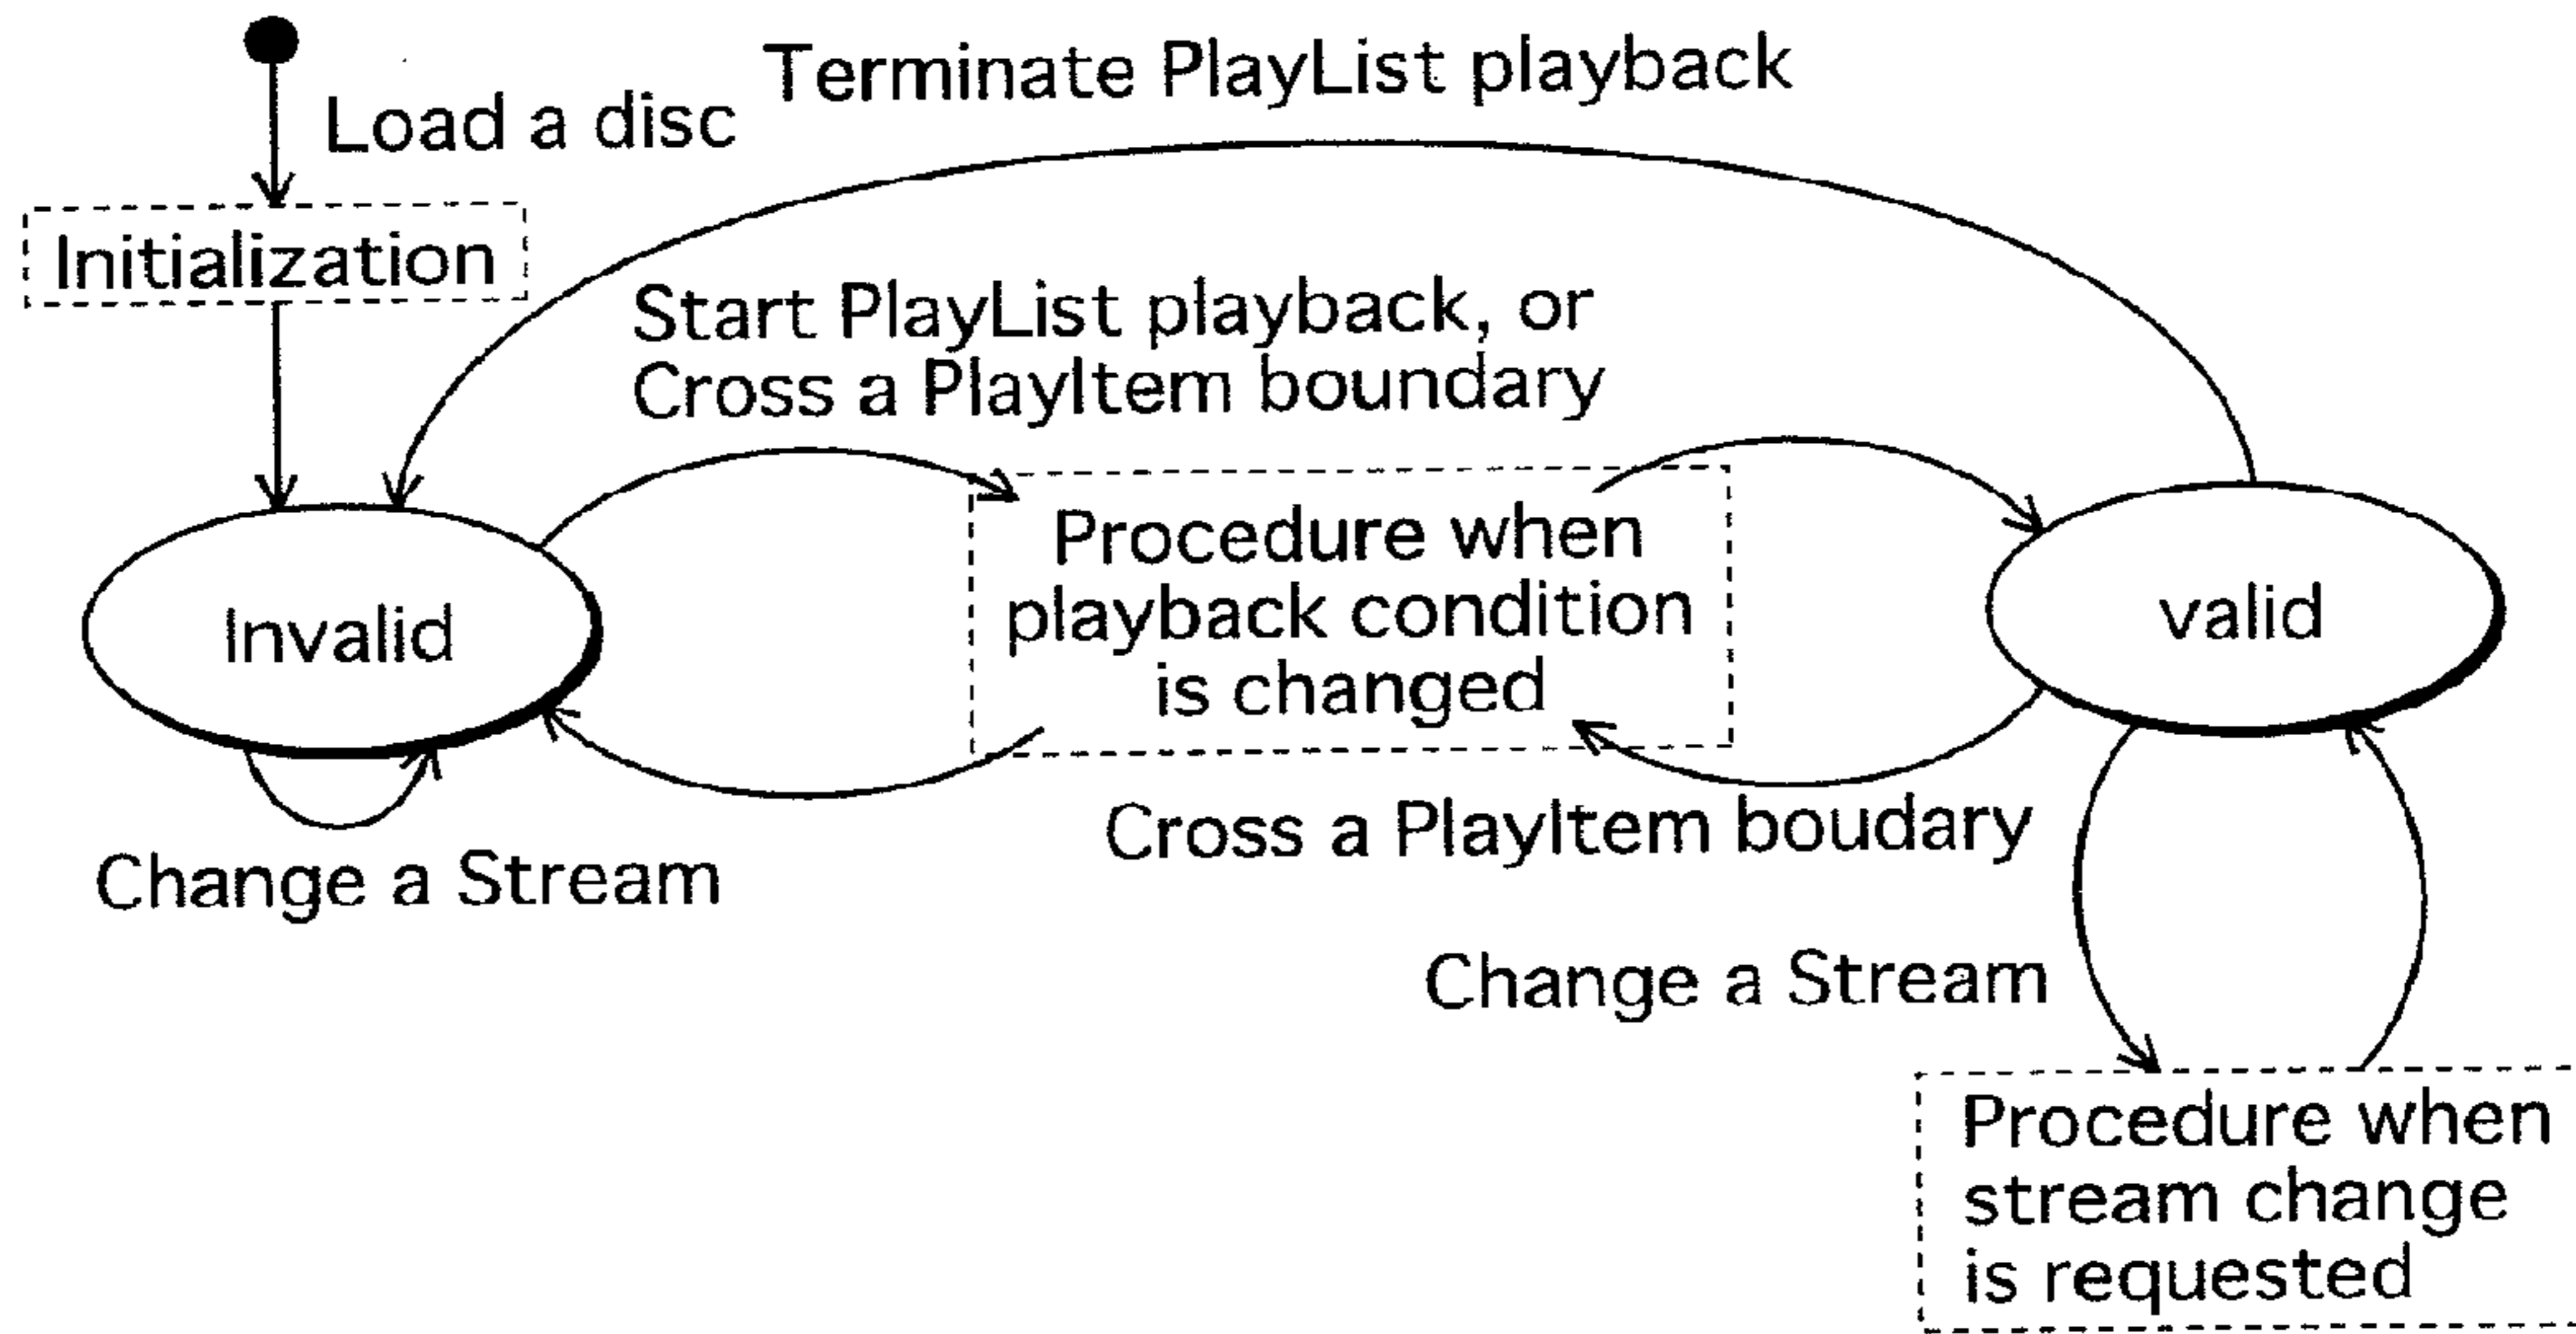 Terminate PlayList playback
Load a disc
Initialization
Start PlayList playback, or
Cross a PlayItem boundary
Procedure when
playback condition
is changed
Invalid
valid
Cross a PlayItem boudary
Change a Stream
Change a Stream
Procedure when
stream change
is requested